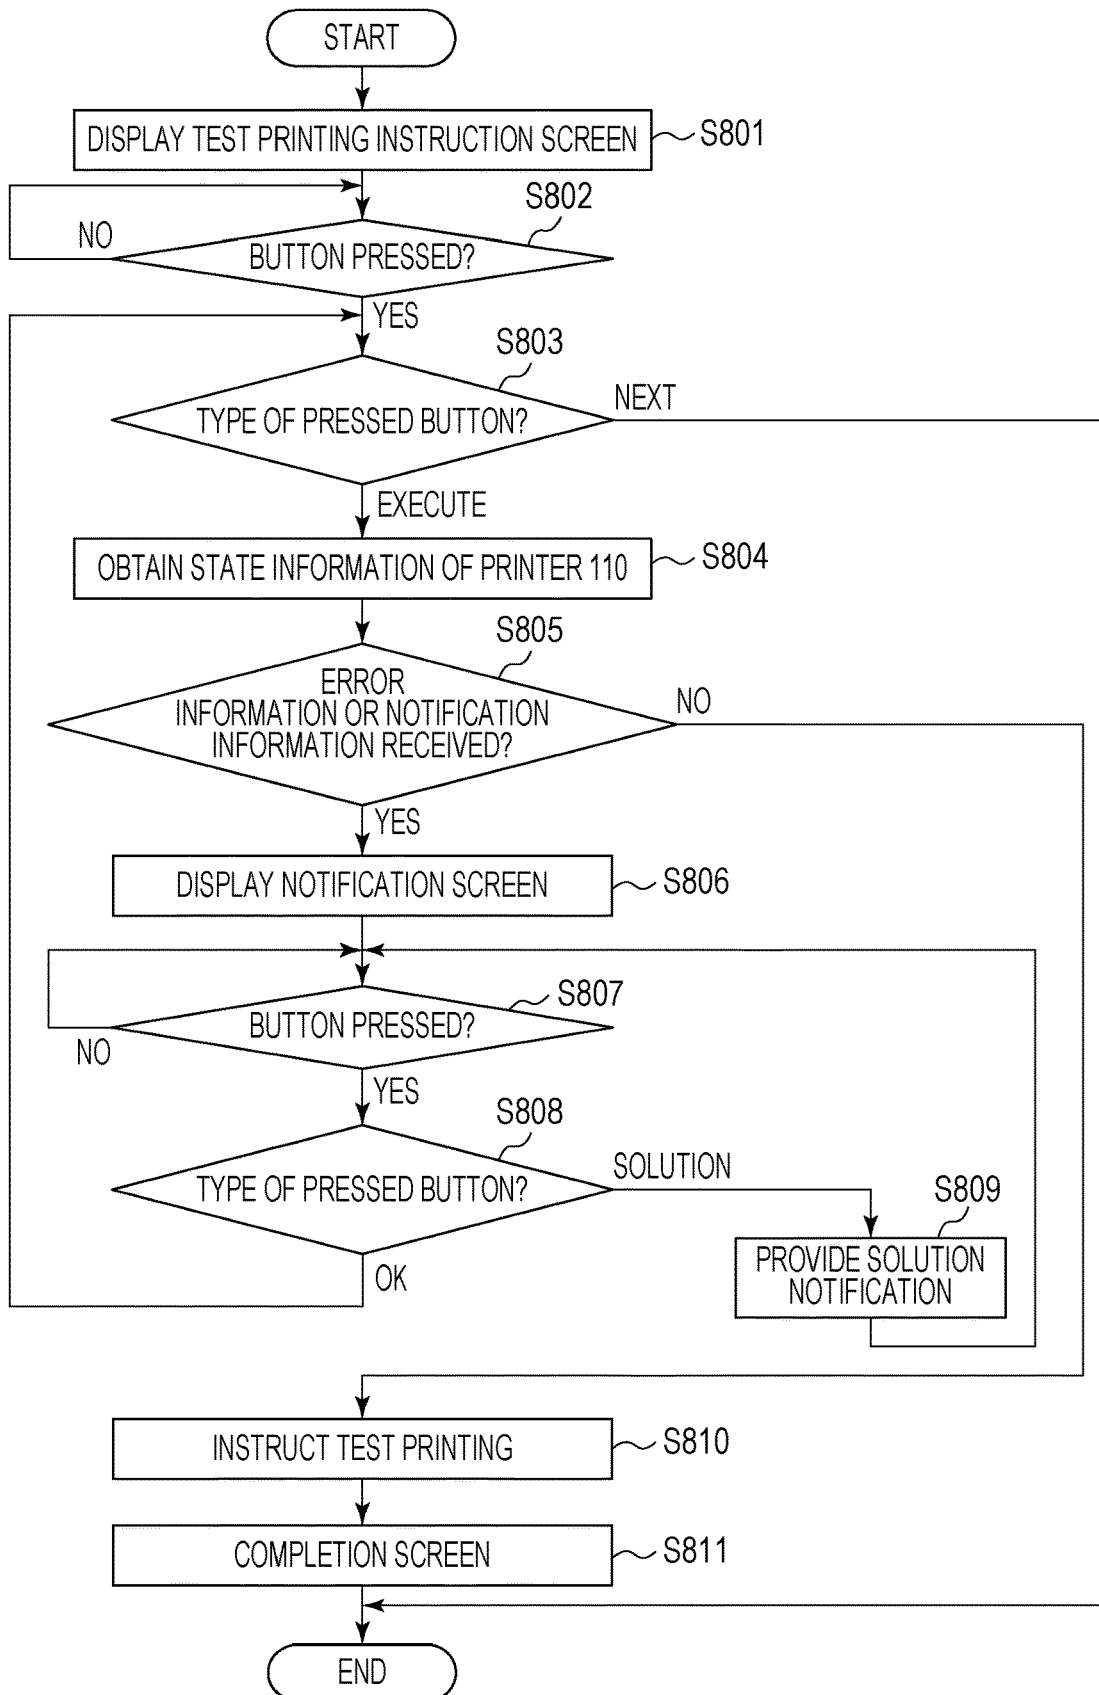 START
DISPLAY TEST PRINTING INSTRUCTION SCREEN
S801
S802
NO
BUTTON PRESSED?
YES
S803
NEXT
TYPE OF PRESSED BUTTON?
EXECUTE
OBTAIN STATE INFORMATION OF PRINTER 110
S804
S805
ERROR
INFORMATION OR NOTIFICATION
INFORMATION RECEIVED?
NO
YES
DISPLAY NOTIFICATION SCREEN
S806
S807
BUTTON PRESSED?
NO
YES
S808
SOLUTION
TYPE OF PRESSED BUTTON?
S809
PROVIDE SOLUTION
NOTIFICATION
OK
INSTRUCT TEST PRINTING
S810
COMPLETION SCREEN
S811
END